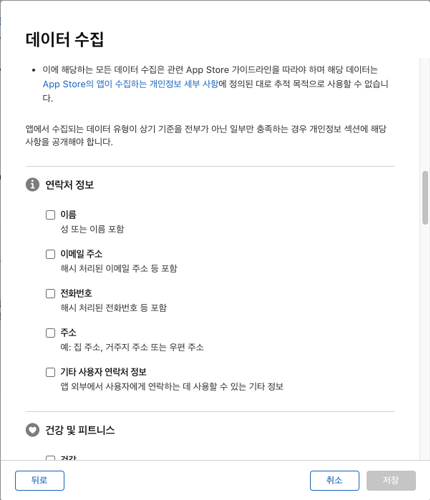 데이터 수집
• 이에 해당하는 모든 데이터 수집은 관련 App Store 가이드라인을 따라야 하며 해당 데이터는
App Store의 앱이 수집하는 개인정보 세부 사항에 정의된 대로 추적 목적으로 사용할 수 없습니
다.
앱에서 수집되는 데이터 유형이 상기 기준을 전부가 아닌 일부만 충족하는 경우 개인정보 섹션에 해당
사항을 공개해야 합니다.
연락처 정보
이름
성 또는 이름 포함
이메일 주소
해시 처리된 이메일 주소 등 포함
전화번호
해시 처리된 전화번호 등 포함
주소
예: 집 주소, 거주지 주소 또는 우편 주소
기타 사용자 연락처 정보
앱 외부에서 사용자에게 연락하는 데 사용할 수 있는 기타 정보
건강 및 피트니스
건강
뒤로
취소
저장